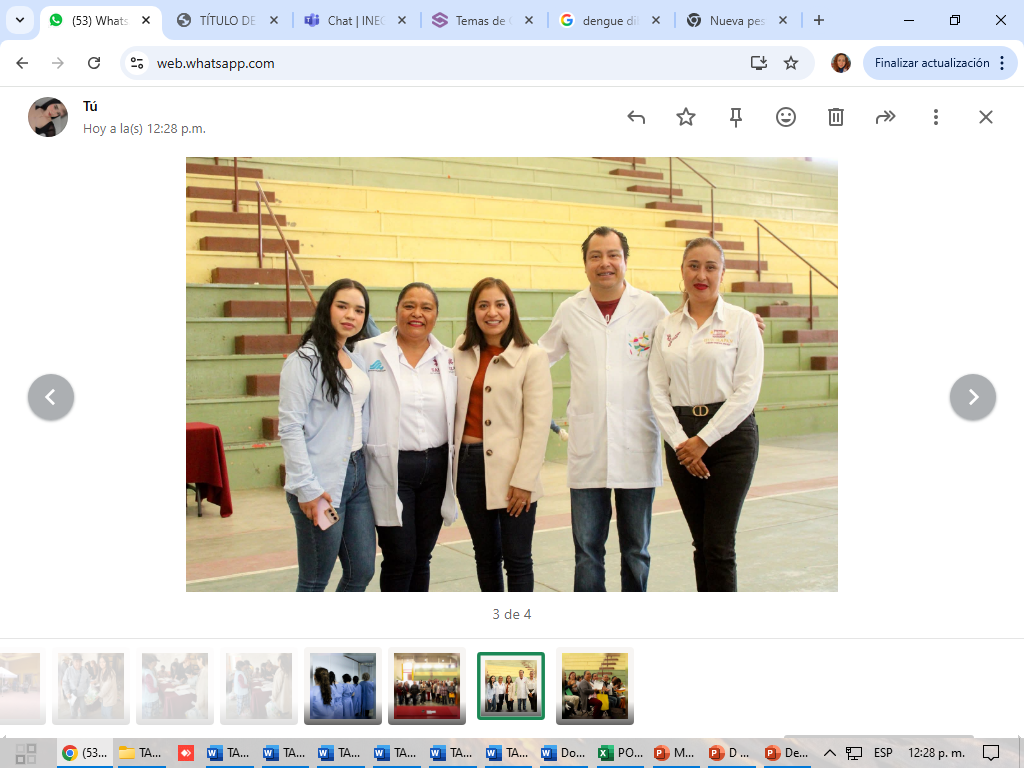 (53) Whats
TÍTULO DE
Chat | INEG
Temas de
dengue di
Nueva pes
web.whatsapp.com
Finalizar actualización
Tú
Hoy a la(s) 12:28 p.m.
3 de 4
(53...
TA...
TA...
TA...
TA...
TA...
TA...
TA...
Do...
PO...
M...
D ...
De...
ESP
12:28 p. m.